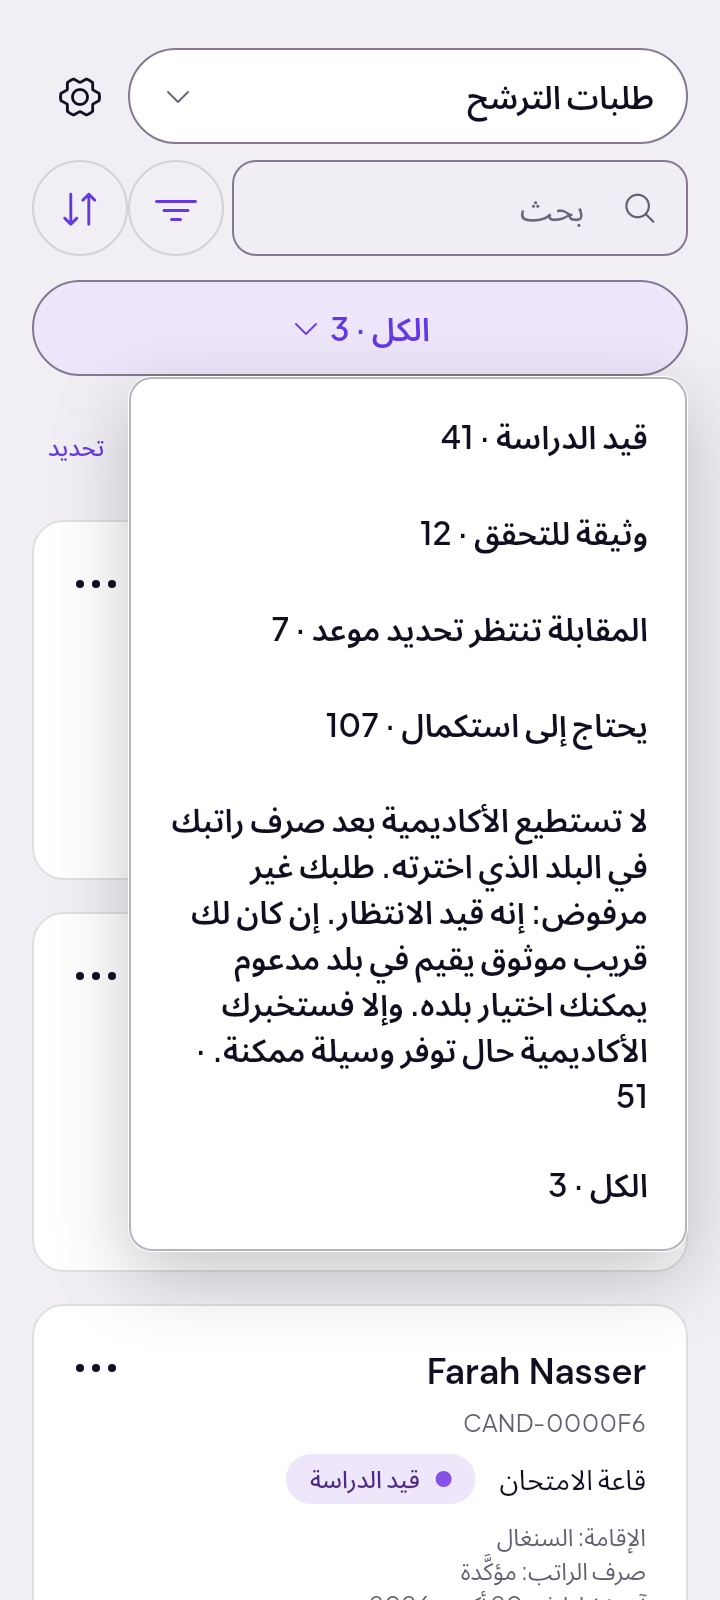 طلبات الترشح
بحث
الكل · 3
تحديد
قيد الدراسة · 41
وثيقة للتحقق · 12
المقابلة تنتظر تحديد موعد · 7
يحتاج إلى استكمال · 107
لا تستطيع الأكاديمية بعد صرف راتبك
في البلد الذي اخترته. طلبك غير
مرفوض: إنه قيد الانتظار. إن كان لك
قريب موثوق يقيم في بلد مدعوم
يمكنك اختيار بلده. وإلا فستخبرك
الأكاديمية حال توفر وسيلة ممكنة. ·
51
الكل · 3
Farah Nasser
CAND-0000F6
قاعة الامتحان قيد الدراسة
الإقامة: السنغال
صرف الراتب: مؤكَّدة